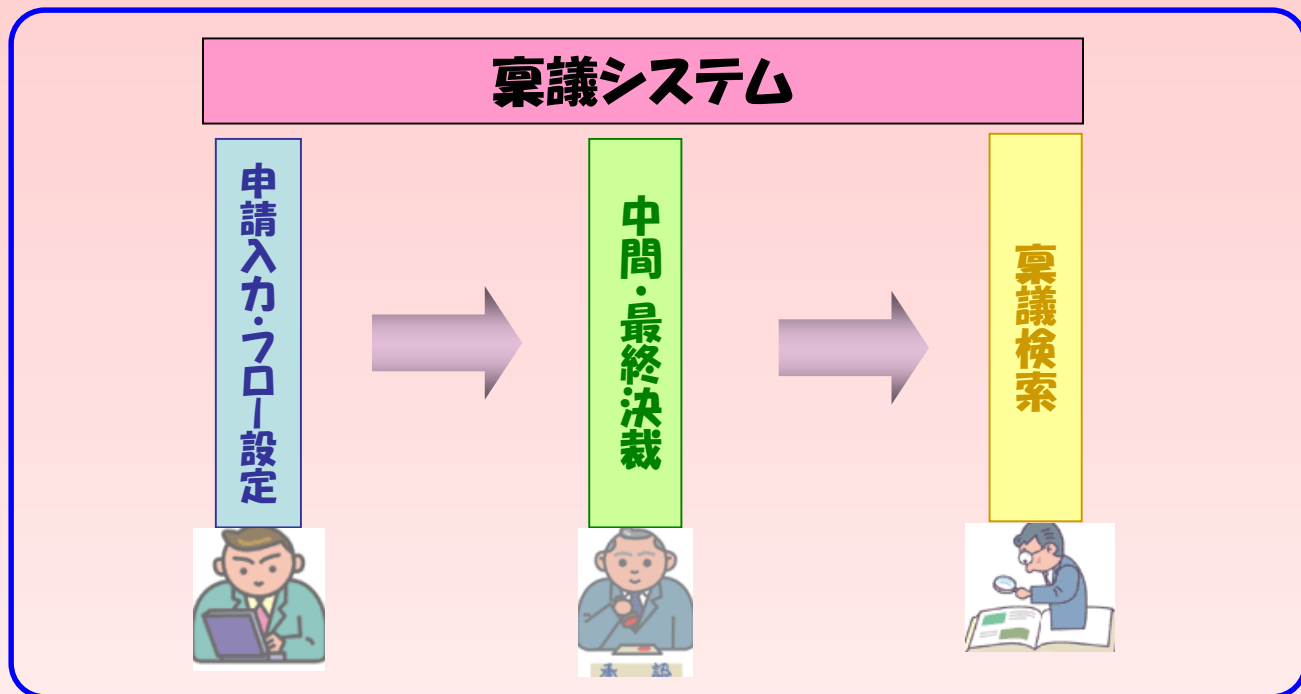 稟議システム
申請入力・フロー設定
中間・最終決裁
稟議検索